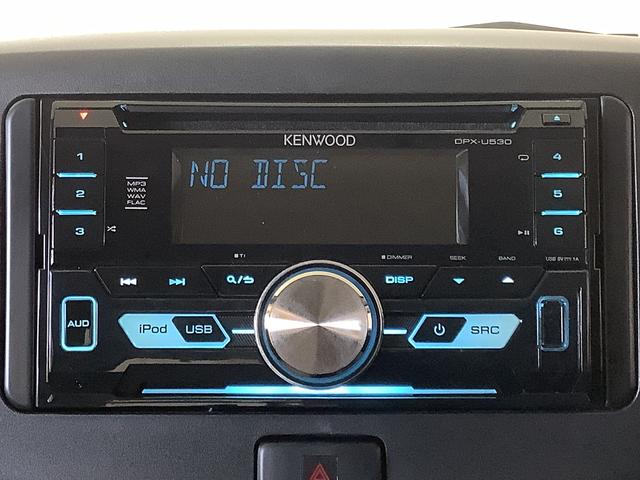 KENWOOD
DPX-U530
NO DISC
1
2
3
MP3
WMA
WAV
FLAC
4
5
6
TI
DIMMER
SEEK
BAND
DISP
AUD
iPod
USB
SRC